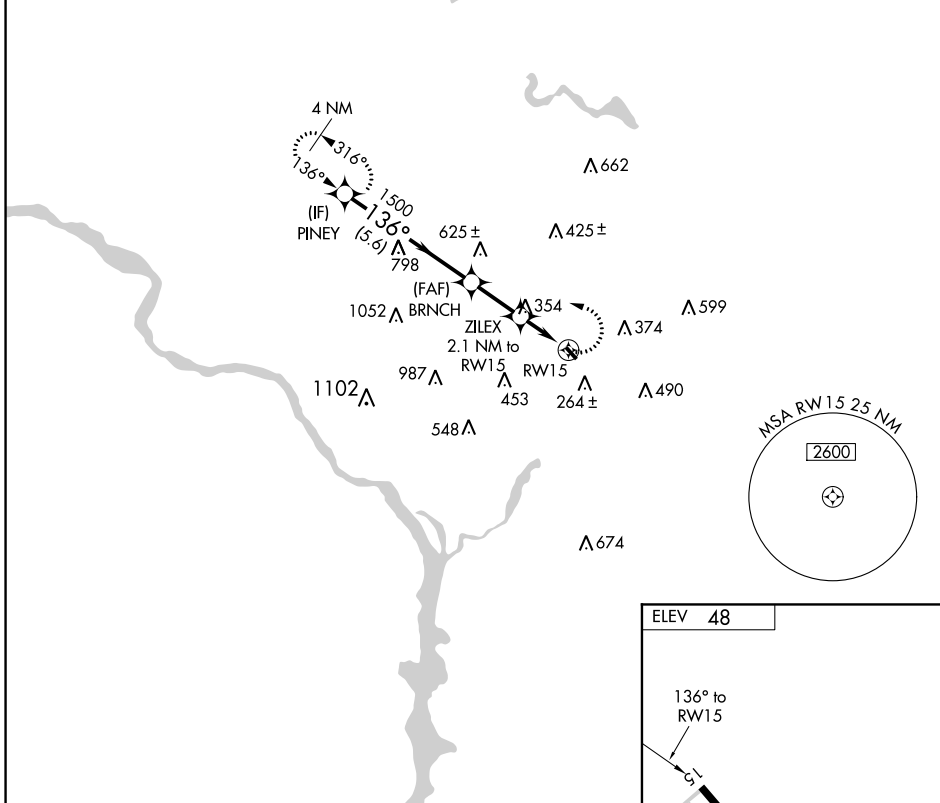 4 NM
316°
136°
662
(IF)
PINEY
1500
136°
(5.6)
625 ±
425 ±
798
(FAF)
BRNCH
1052
354
599
374
ZILEX
2.1 NM to
RW15
RW15
987
1102
453
264 ±
490
548
MSA RW15 25 NM
2600
674
ELEV 48
136° to
RW15
15